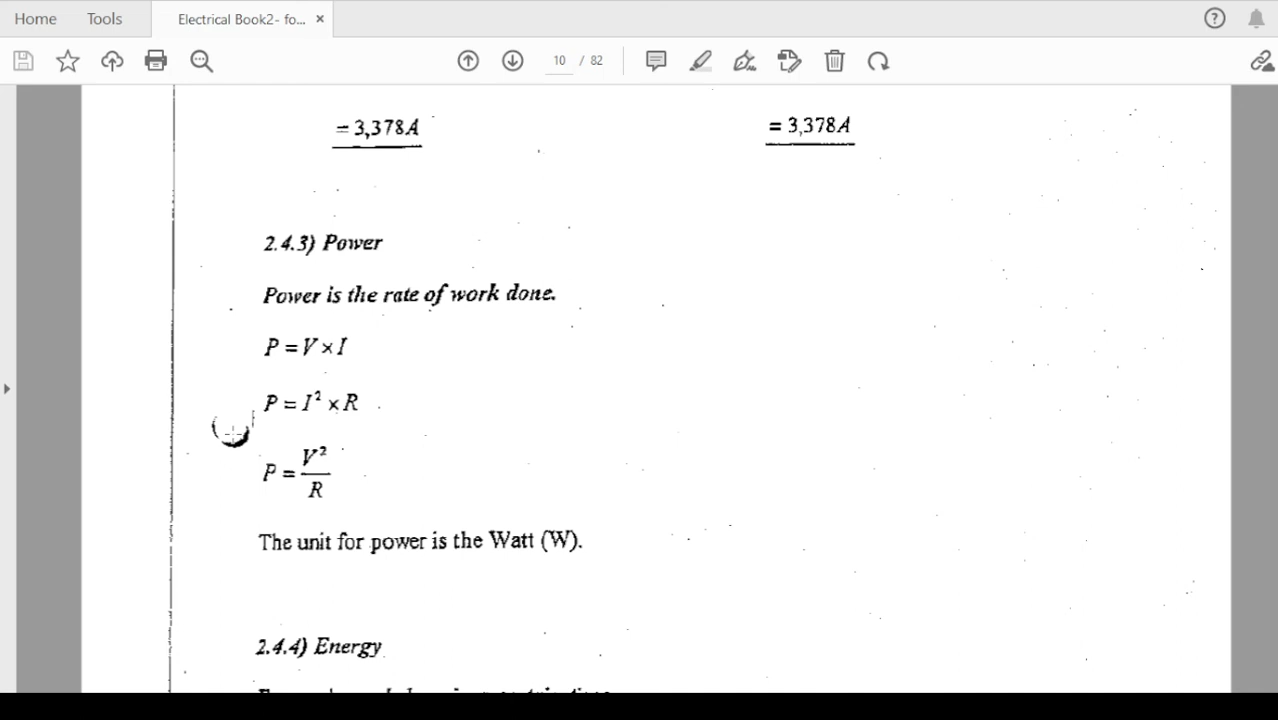 Home Tools Electrical Book2- fo... ×
10 / 82
= 3,378A = 3,378A
2.4.3) Power
Power is the rate of work done.
P = V × I
P = I² × R
P = V² / R
The unit for power is the Watt (W).
2.4.4) Energy